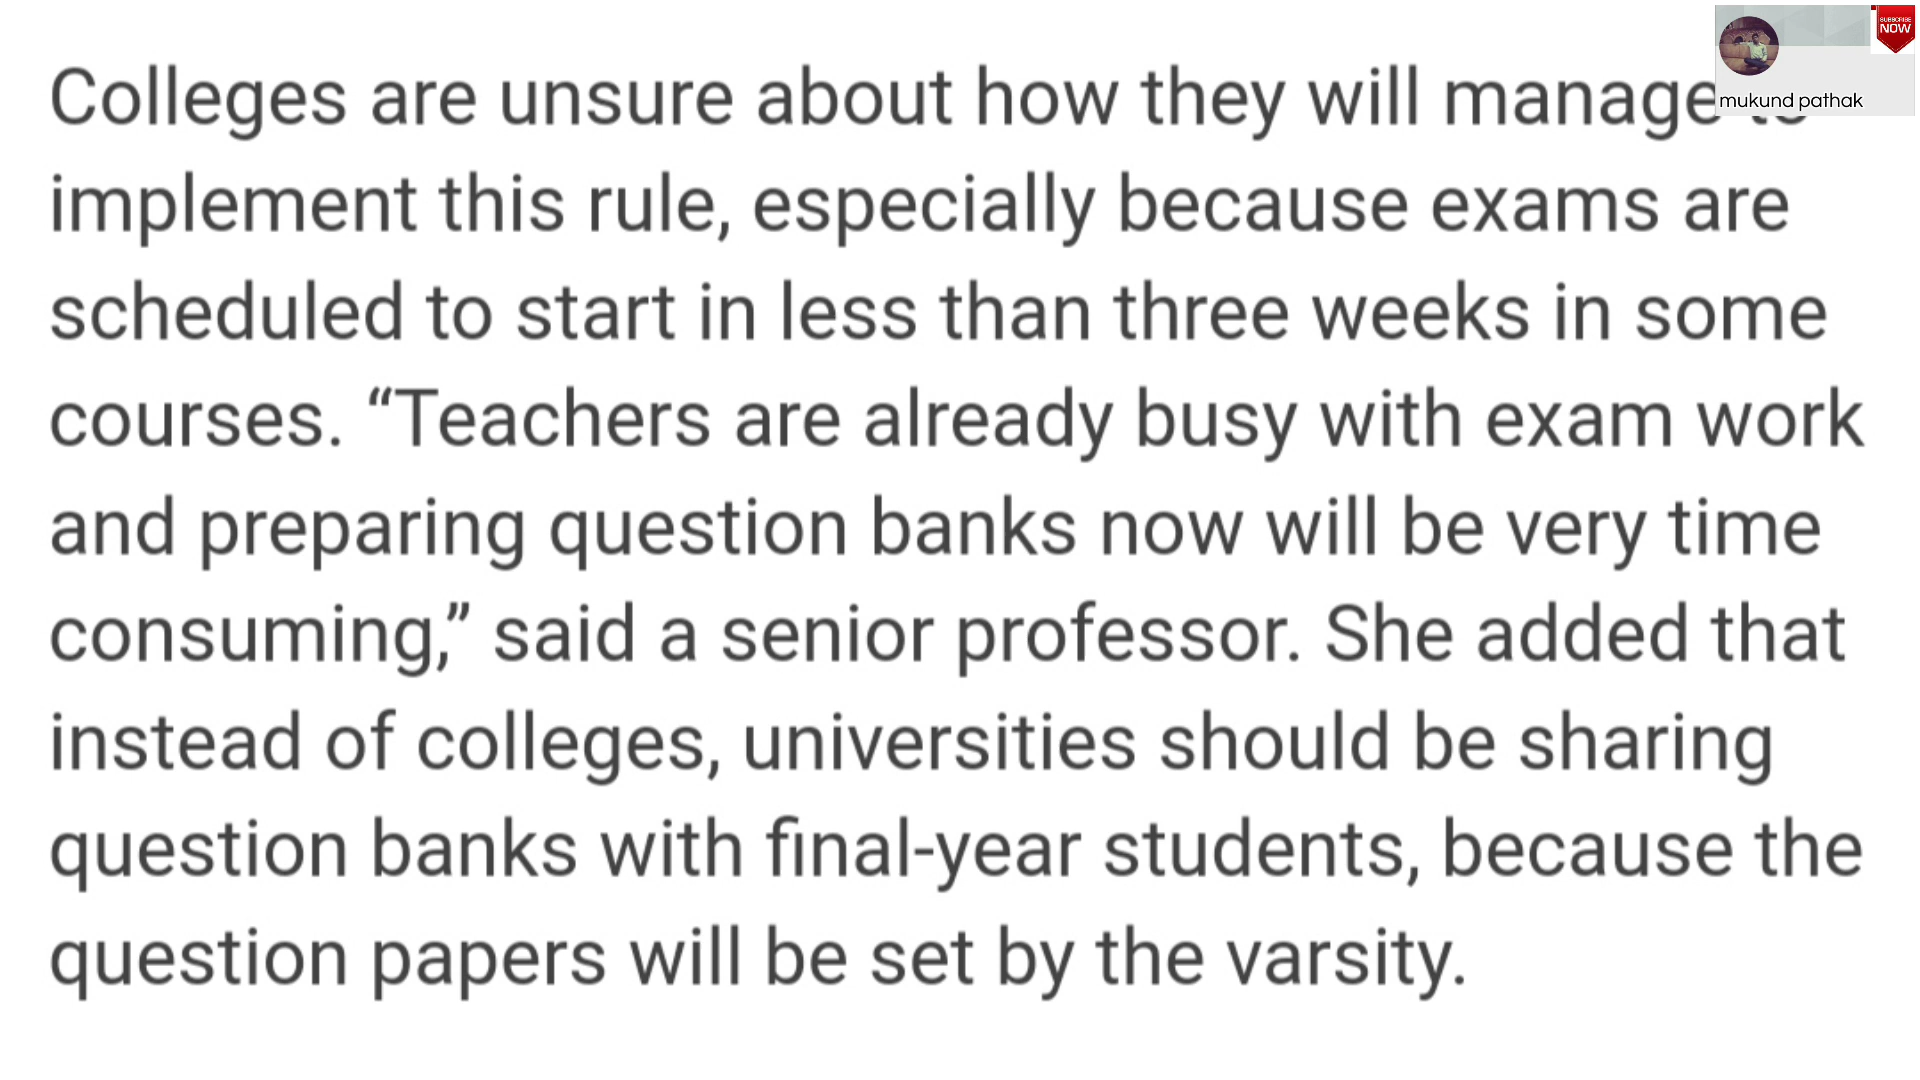 SUBSCRIBE
NOW
mukund pathak
Colleges are unsure about how they will manage to
implement this rule, especially because exams are
scheduled to start in less than three weeks in some
courses. “Teachers are already busy with exam work
and preparing question banks now will be very time
consuming,” said a senior professor. She added that
instead of colleges, universities should be sharing
question banks with final-year students, because the
question papers will be set by the varsity.